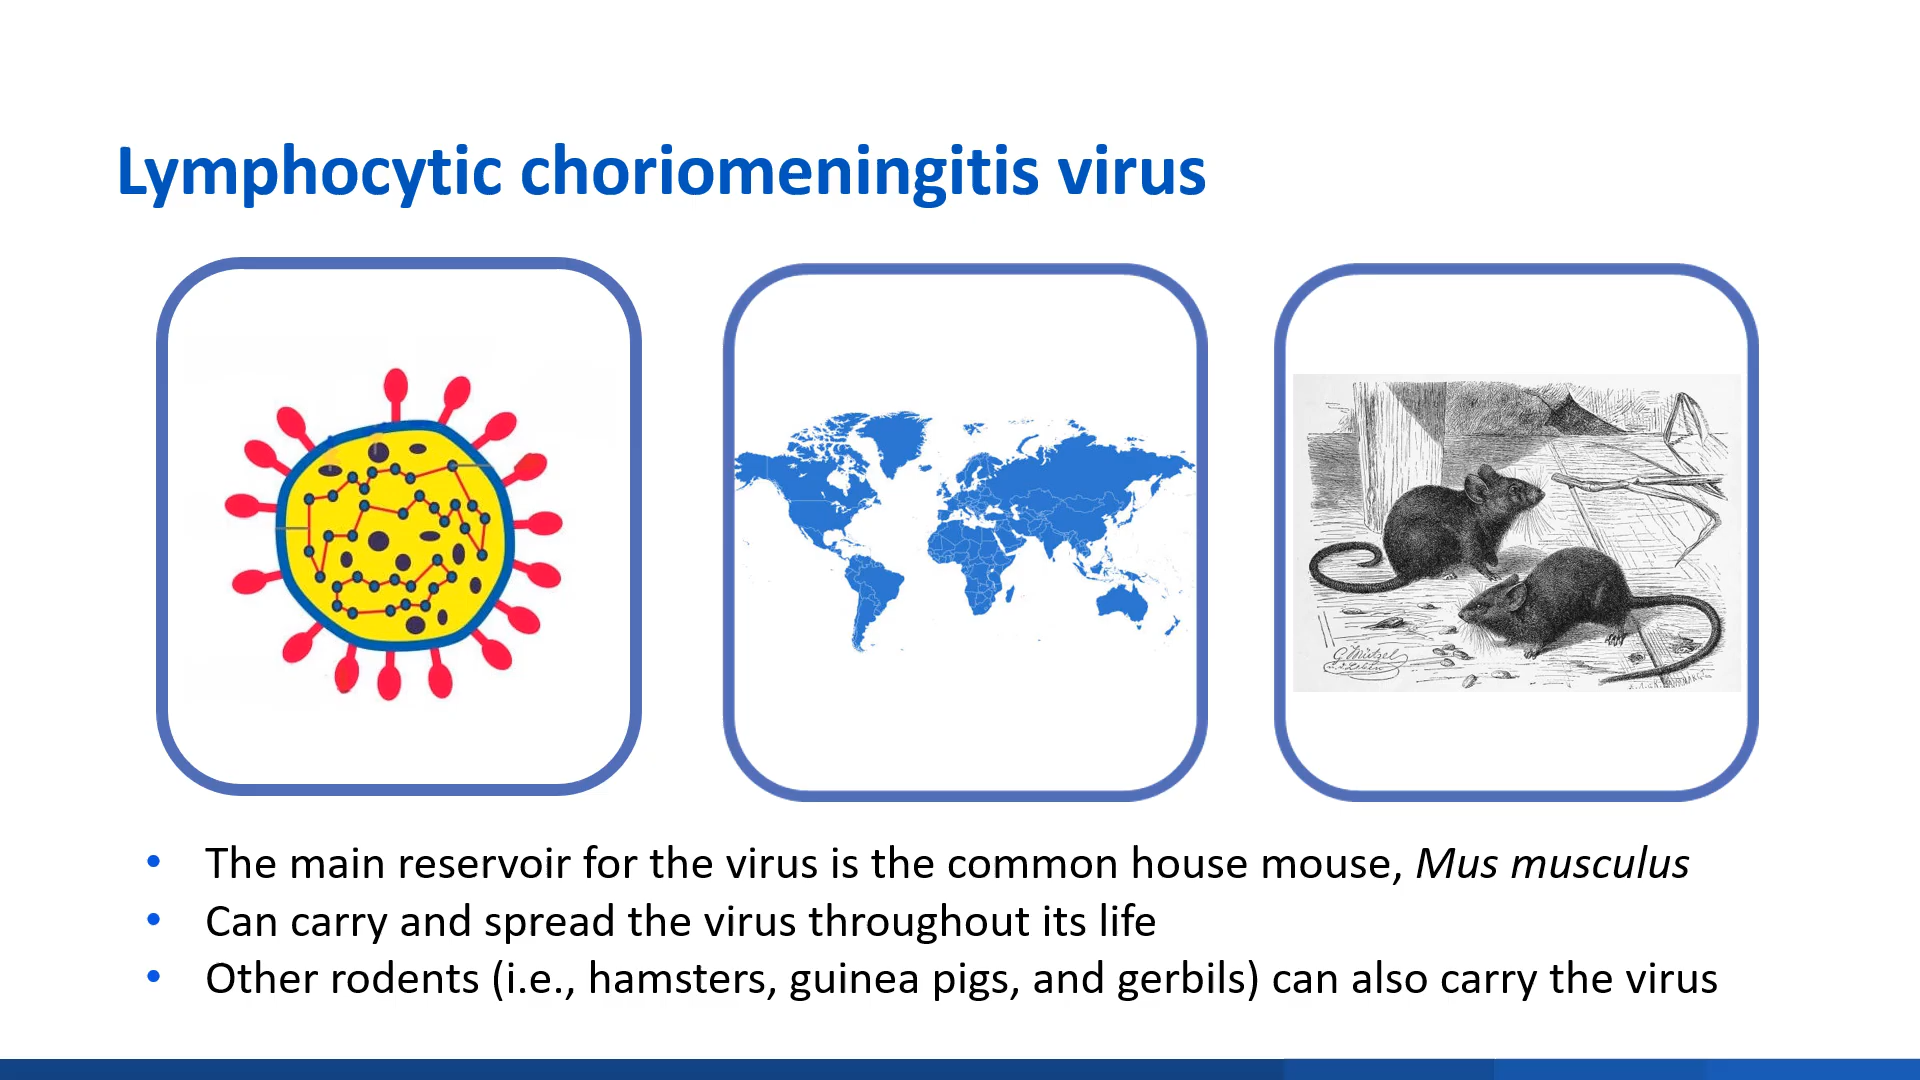 Lymphocytic choriomeningitis virus
G. Mützel
• The main reservoir for the virus is the common house mouse, Mus musculus
• Can carry and spread the virus throughout its life
• Other rodents (i.e., hamsters, guinea pigs, and gerbils) can also carry the virus